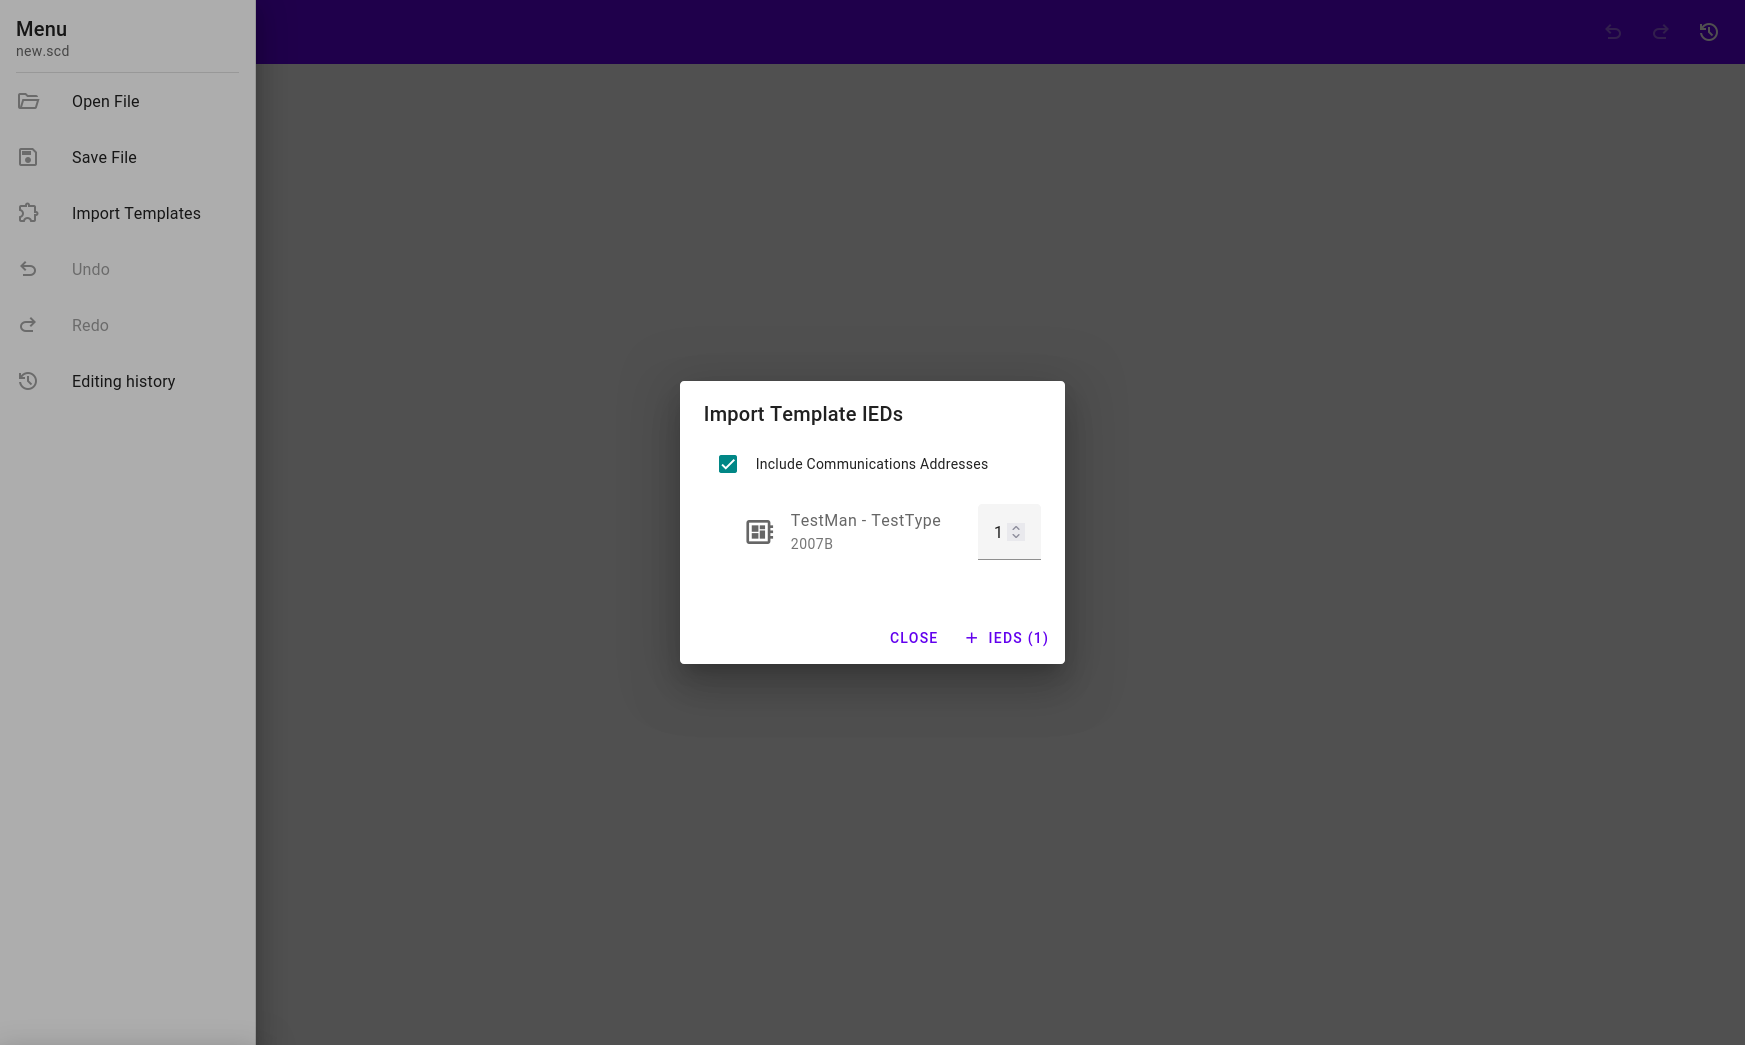 Menu
new.scd
Open File
Save File
Import Templates
Undo
Redo
Editing history
Import Template IEDs
Include Communications Addresses
TestMan - TestType
2007B
1
CLOSE
+ IEDS (1)